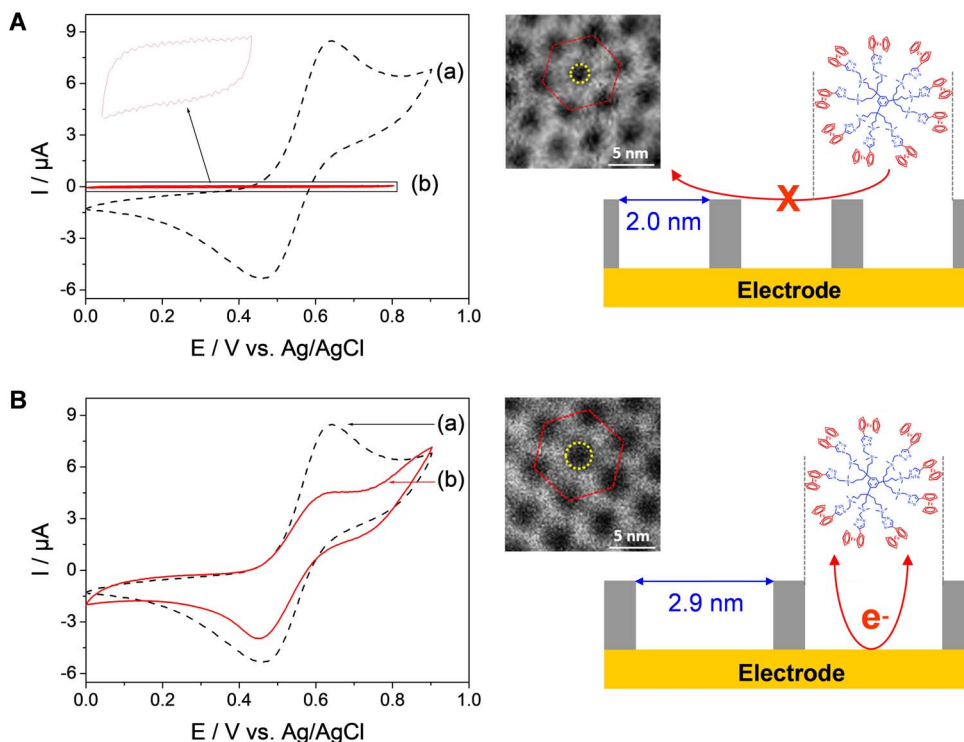 A
9
6
3
0
-3
-6
I / µA
(a)
(b)
0.0
0.2
0.4
0.6
0.8
1.0
E / V vs. Ag/AgCl
5 nm
2.0 nm
X
Electrode
B
9
6
3
0
-3
-6
I / µA
(a)
(b)
0.0
0.2
0.4
0.6
0.8
1.0
E / V vs. Ag/AgCl
5 nm
2.9 nm
e-
Electrode